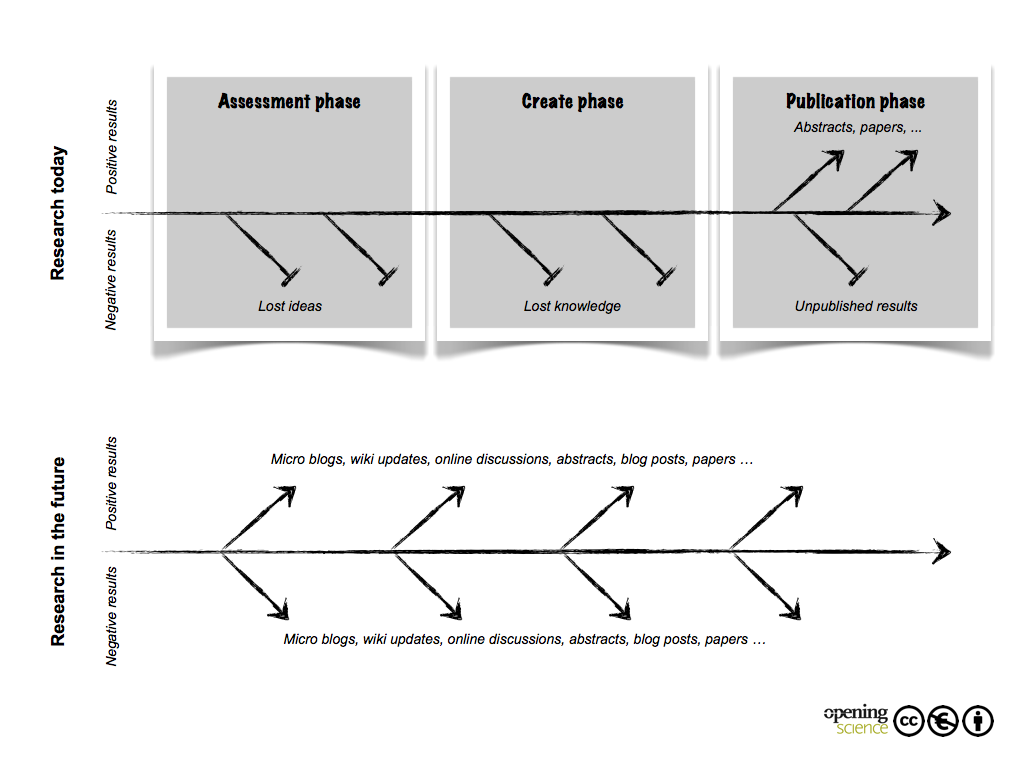 Research today
Positive results
Negative results
Assessment phase
Lost ideas
Create phase
Lost knowledge
Publication phase
Abstracts, papers, ...
Unpublished results
Research in the future
Positive results
Negative results
Micro blogs, wiki updates, online discussions, abstracts, blog posts, papers …
Micro blogs, wiki updates, online discussions, abstracts, blog posts, papers …
opening
science
cc